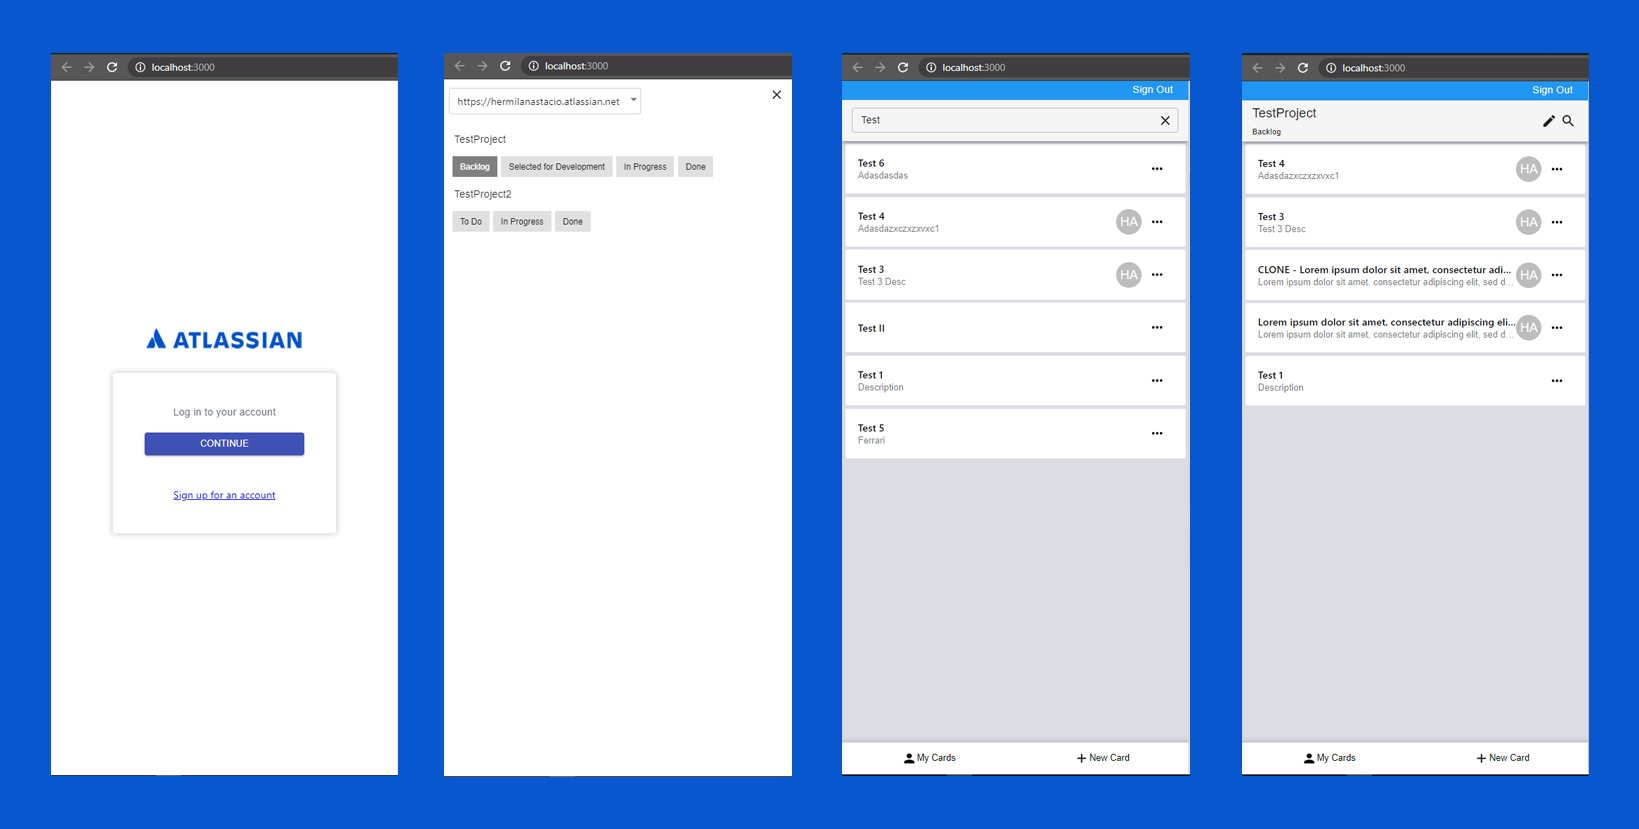 localhost:3000
ATLASSIAN
Log in to your account
CONTINUE
Sign up for an account
localhost:3000
https://hermilanastacio.atlassian.net
TestProject
Backlog Selected for Development In Progress Done
TestProject2
To Do In Progress Done
localhost:3000
Sign Out
Test
Test 6
Adasdasdas
Test 4
Adasdazxczxzxvxc1
HA
Test 3
Test 3 Desc
HA
Test II
Test 1
Description
Test 5
Ferrari
My Cards New Card
localhost:3000
Sign Out
TestProject
Backlog
Test 4
Adasdazxczxzxvxc1
HA
Test 3
Test 3 Desc
HA
CLONE - Lorem ipsum dolor sit amet, consectetur adi...
Lorem ipsum dolor sit amet, consectetur adipiscing elit, sed d...
HA
Lorem ipsum dolor sit amet, consectetur adipiscing eli...
Lorem ipsum dolor sit amet, consectetur adipiscing elit, sed d...
HA
Test 1
Description
My Cards New Card